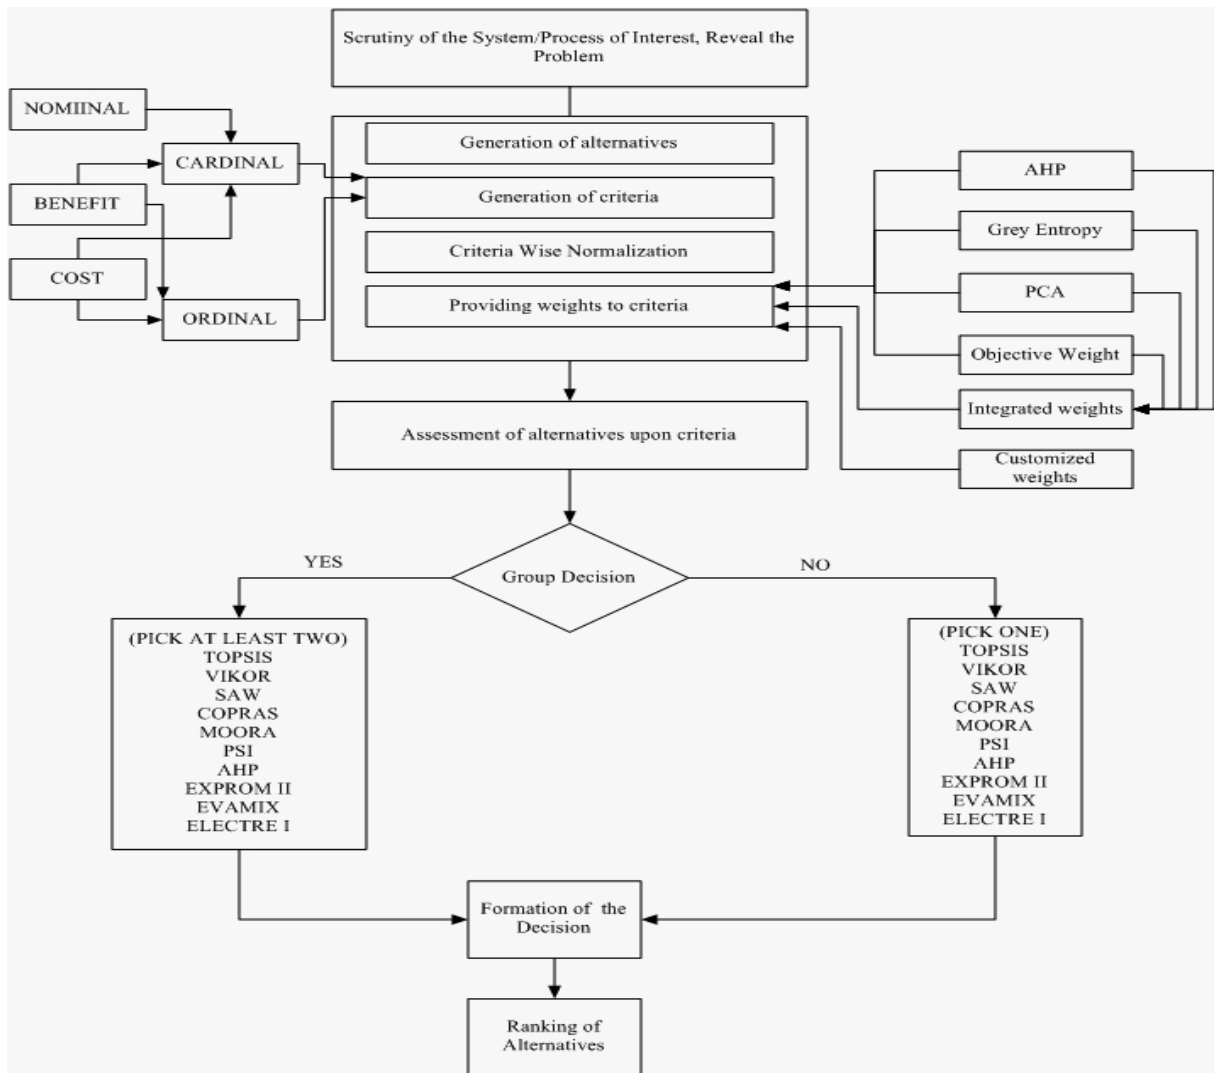 Scrutiny of the System/Process of Interest, Reveal the
Problem
NOMIINAL
CARDINAL
BENEFIT
COST
ORDINAL
Generation of alternatives
Generation of criteria
Criteria Wise Normalization
Providing weights to criteria
AHP
Grey Entropy
PCA
Objective Weight
Integrated weights
Customized
weights
Assessment of alternatives upon criteria
Group Decision
YES
NO
(PICK AT LEAST TWO)
TOPSIS
VIKOR
SAW
COPRAS
MOORA
PSI
AHP
EXPROM II
EVAMIX
ELECTRE I
(PICK ONE)
TOPSIS
VIKOR
SAW
COPRAS
MOORA
PSI
AHP
EXPROM II
EVAMIX
ELECTRE I
Formation of the
Decision
Ranking of
Alternatives